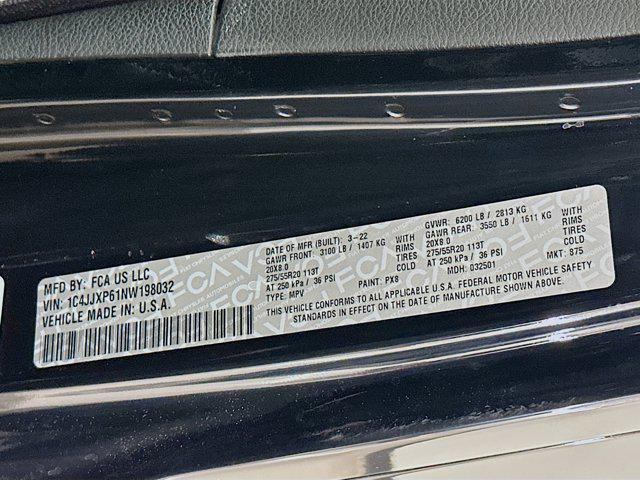 MFD BY: FCA US LLC
VIN: 1C4JJXP61NW198032
VEHICLE MADE IN: U.S.A.
DATE OF MFR (BUILT): 3-22
GVWR: 6200 LB / 2813 KG
GAWR FRONT: 3100 LB / 1407 KG WITH
20X8.0 RIMS
275/55R20 113T TIRES
AT 250 kPa / 36 PSI COLD
GAWR REAR: 3550 LB / 1611 KG WITH
20X8.0 RIMS
275/55R20 113T TIRES
AT 250 kPa / 36 PSI COLD
TYPE: MPV
PAINT: PX8
MDH: 032501
MKT: 875
THIS VEHICLE CONFORMS TO ALL APPLICABLE U.S.A. FEDERAL MOTOR VEHICLE SAFETY
STANDARDS IN EFFECT ON THE DATE OF MANUFACTURE SHOWN ABOVE.